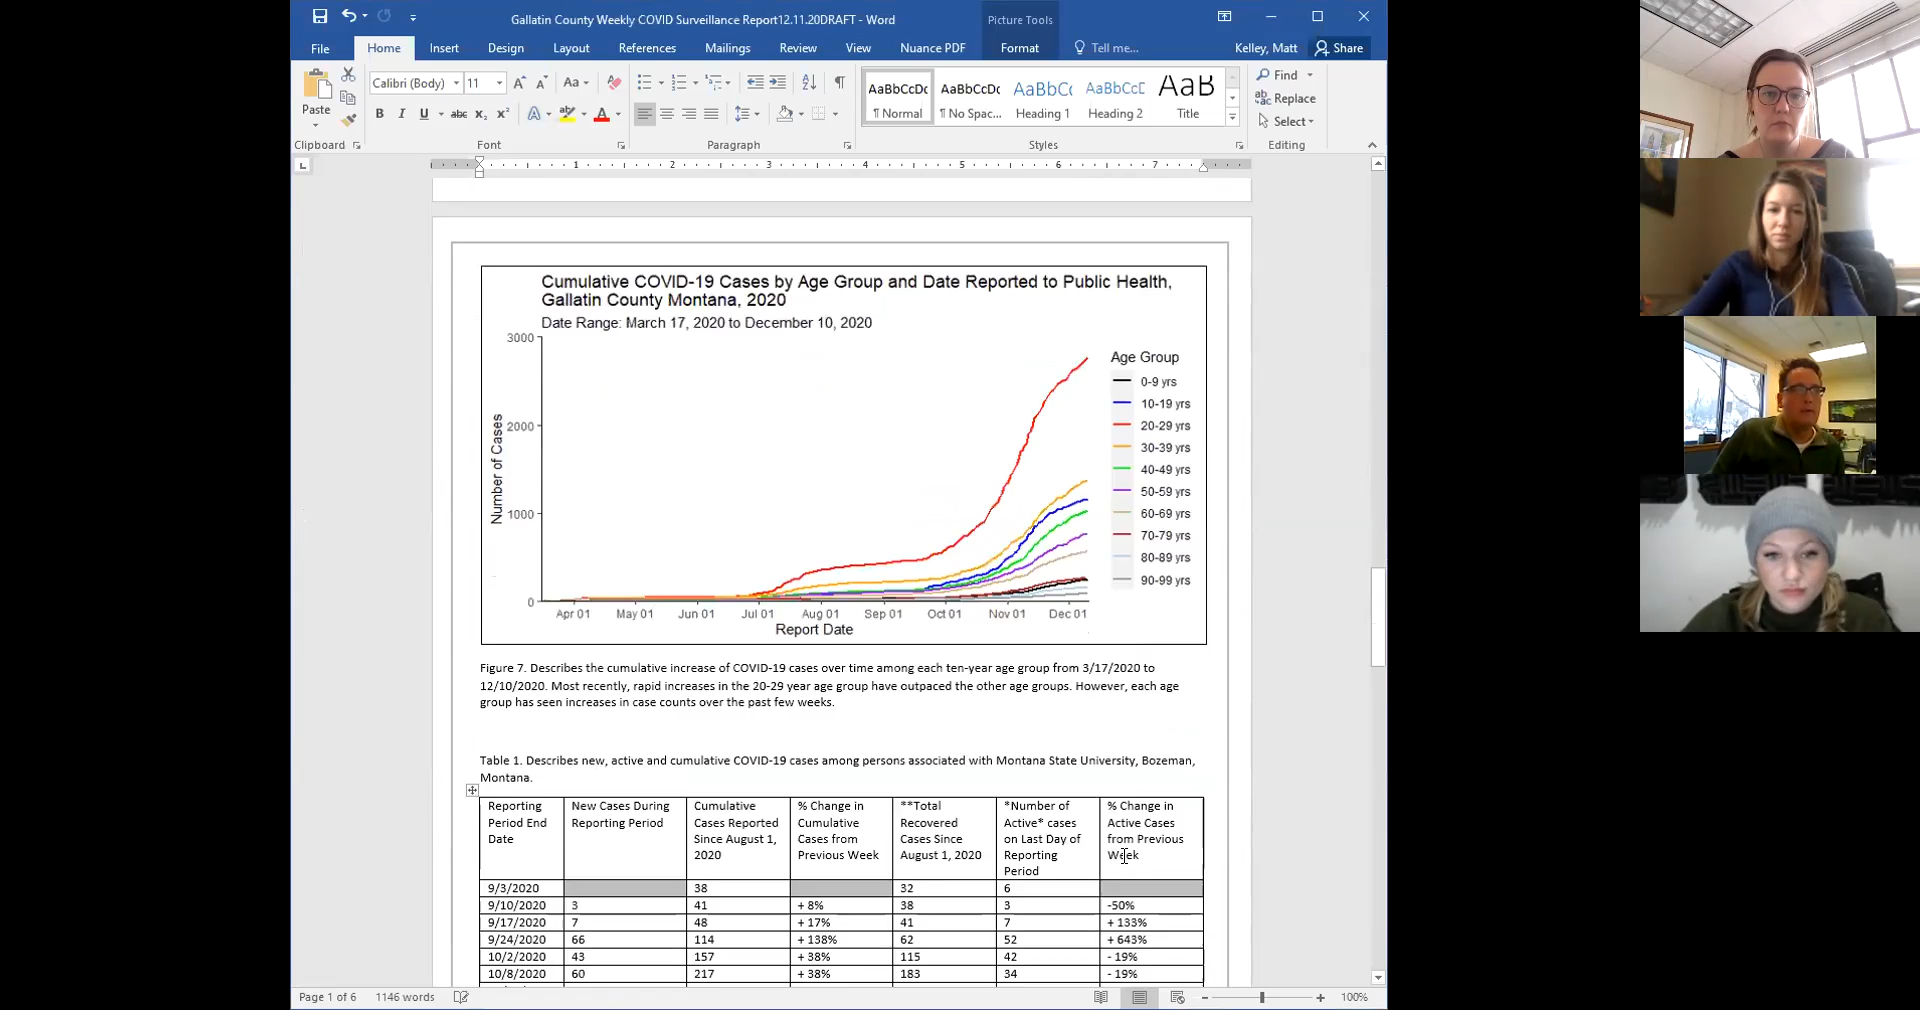 Gallatin County Weekly COVID Surveillance Report12.11.20DRAFT - Word
Picture Tools
File Home Insert Design Layout References Mailings Review View Nuance PDF Format Tell me... Kelley, Matt Share
Paste
Calibri (Body) 11
AaBbCcDc AaBbCcDc AaBbCc AaBbCcC AaB
¶ Normal ¶ No Spac... Heading 1 Heading 2 Title
Find
Replace
Select
Clipboard Font Paragraph Styles Editing
1 2 3 4 5 6 7
Cumulative COVID-19 Cases by Age Group and Date Reported to Public Health,
Gallatin County Montana, 2020
Date Range: March 17, 2020 to December 10, 2020
3000
2000
1000
0
Number of Cases
Apr 01 May 01 Jun 01 Jul 01 Aug 01 Sep 01 Oct 01 Nov 01 Dec 01
Report Date
Age Group
0-9 yrs
10-19 yrs
20-29 yrs
30-39 yrs
40-49 yrs
50-59 yrs
60-69 yrs
70-79 yrs
80-89 yrs
90-99 yrs
Figure 7. Describes the cumulative increase of COVID-19 cases over time among each ten-year age group from 3/17/2020 to
12/10/2020. Most recently, rapid increases in the 20-29 year age group have outpaced the other age groups. However, each age
group has seen increases in case counts over the past few weeks.
Table 1. Describes new, active and cumulative COVID-19 cases among persons associated with Montana State University, Bozeman,
Montana.
Reporting Period End Date
New Cases During Reporting Period
Cumulative Cases Reported Since August 1, 2020
% Change in Cumulative Cases from Previous Week
**Total Recovered Cases Since August 1, 2020
*Number of Active* cases on Last Day of Reporting Period
% Change in Active Cases from Previous Week
9/3/2020 38 32 6
9/10/2020 3 41 + 8% 38 3 -50%
9/17/2020 7 48 + 17% 41 7 + 133%
9/24/2020 66 114 + 138% 62 52 + 643%
10/2/2020 43 157 + 38% 115 42 - 19%
10/8/2020 60 217 + 38% 183 34 - 19%
Page 1 of 6 1146 words 100%